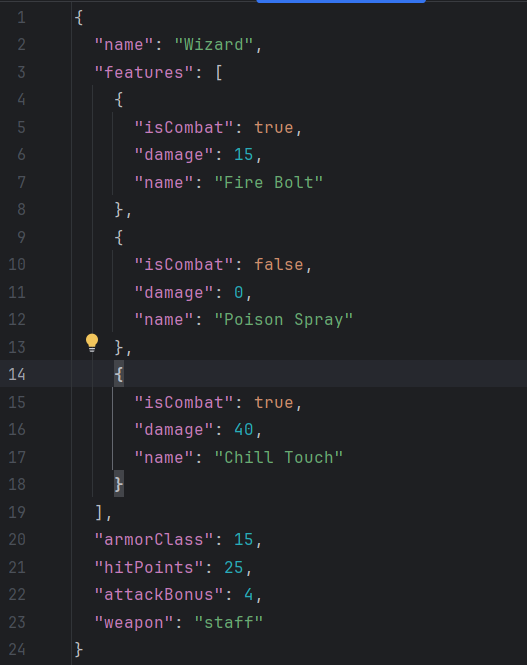 1 {
2 "name": "Wizard",
3 "features": [
4 {
5 "isCombat": true,
6 "damage": 15,
7 "name": "Fire Bolt"
8 },
9 {
10 "isCombat": false,
11 "damage": 0,
12 "name": "Poison Spray"
13 },
14 {
15 "isCombat": true,
16 "damage": 40,
17 "name": "Chill Touch"
18 }
19 ],
20 "armorClass": 15,
21 "hitPoints": 25,
22 "attackBonus": 4,
23 "weapon": "staff"
24 }